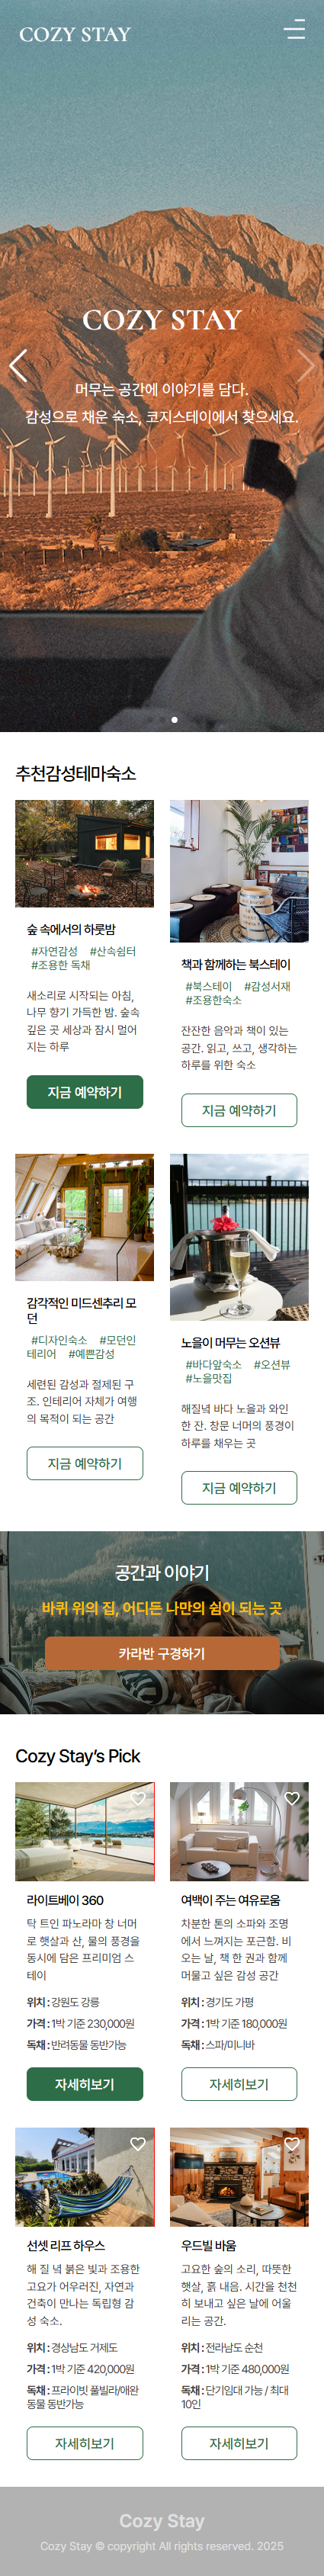 COZY STAY
COZY STAY
머무는 공간에 이야기를 담다.
감성으로 채운 숙소, 코지스테이에서 찾으세요.
추천감성테마숙소
숲 속에서의 하룻밤
#자연감성 #산속쉼터
#조용한 독채
새소리로 시작되는 아침,
나무 향기 가득한 밤. 숲속
깊은 곳 세상과 잠시 멀어
지는 하루
지금 예약하기
책과 함께하는 북스테이
#북스테이 #감성서재
#조용한숙소
잔잔한 음악과 책이 있는
공간. 읽고, 쓰고, 생각하는
하루를 위한 숙소
지금 예약하기
감각적인 미드센추리 모
던
#디자인숙소 #모던인
테리어 #예쁜감성
세련된 감성과 절제된 구
조. 인테리어 자체가 여행
의 목적이 되는 공간
지금 예약하기
노을이 머무는 오션뷰
#바다앞숙소 #오션뷰
#노을맛집
해질녘 바다 노을과 와인
한 잔. 창문 너머의 풍경이
하루를 채우는 곳
지금 예약하기
공간과 이야기
바퀴 위의 집, 어디든 나만의 쉼이 되는 곳
카라반 구경하기
Cozy Stay's Pick
라이트베이 360
탁 트인 파노라마 창 너머
로 햇살과 산, 물의 풍경을
동시에 담은 프리미엄 스
테이
위치 : 강원도 강릉
가격 : 1박 기준 230,000원
독채 : 반려동물 동반가능
자세히보기
여백이 주는 여유로움
차분한 톤의 소파와 조명
에서 느껴지는 포근함. 비
오는 날, 책 한 권과 함께
머물고 싶은 감성 공간
위치 : 경기도 가평
가격 : 1박 기준 180,000원
독채 : 스파/미니바
자세히보기
선셋 리프 하우스
해 질 녘 붉은 빛과 조용한
고요가 어우러진, 자연과
건축이 만나는 독립형 감
성 숙소.
위치 : 경상남도 거제도
가격 : 1박 기준 420,000원
독채 : 프라이빗 풀빌라/애완
동물 동반가능
자세히보기
우드빌 바움
고요한 숲의 소리, 따뜻한
햇살, 흙 내음. 시간을 천천
히 보내고 싶은 날에 어울
리는 공간.
위치 : 전라남도 순천
가격 : 1박 기준 480,000원
독채 : 단기임대 가능 / 최대
10인
자세히보기
Cozy Stay
Cozy Stay © copyright All rights reserved. 2025